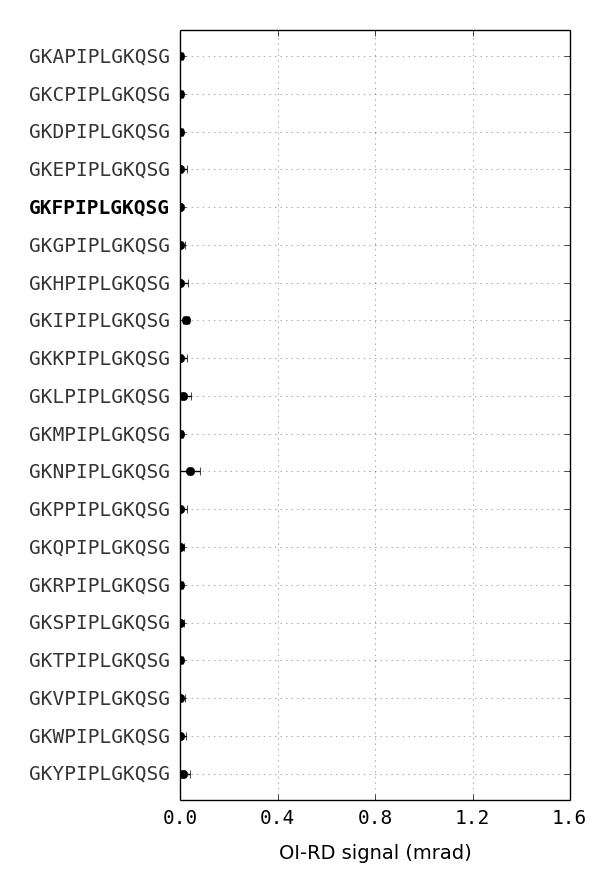 GKAPIPLGKQSG
GKCPIPLGKQSG
GKDPIPLGKQSG
GKEPIPLGKQSG
GKFPIPLGKQSG
GKGPIPLGKQSG
GKHPIPLGKQSG
GKIPIPLGKQSG
GKKPIPLGKQSG
GKLPIPLGKQSG
GKMPIPLGKQSG
GKNPIPLGKQSG
GKPPIPLGKQSG
GKQPIPLGKQSG
GKRPIPLGKQSG
GKSPIPLGKQSG
GKTPIPLGKQSG
GKVPIPLGKQSG
GKWPIPLGKQSG
GKYPIPLGKQSG
0.0 0.4 0.8 1.2 1.6
OI-RD signal (mrad)